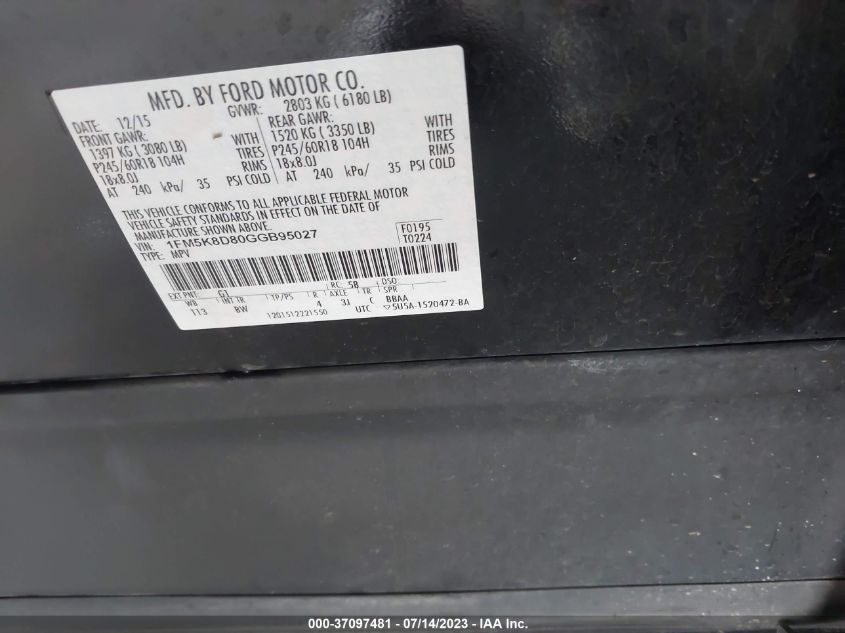 MFD. BY FORD MOTOR CO.
DATE: 12/15 GVWR: 2803 KG ( 6180 LB)
FRONT GAWR: REAR GAWR:
1397 KG ( 3080 LB) WITH 1520 KG ( 3350 LB) WITH
P245/60R18 104H TIRES P245/60R18 104H TIRES
18x8.0J RIMS 18x8.0J RIMS
AT 240 kPa/ 35 PSI COLD AT 240 kPa/ 35 PSI COLD
THIS VEHICLE CONFORMS TO ALL APPLICABLE FEDERAL MOTOR
VEHICLE SAFETY STANDARDS IN EFFECT ON THE DATE OF
MANUFACTURE SHOWN ABOVE.
VIN: 1FM5K8D80GGB95027 F0195
TYPE: MPV T0224
EXT PNT: G1 RC: 58 DSO:
WB INT TR TP/PS R AXLE TR SPR
113 BW 4 3J C BBAA
1201512221550 UTC 5U5A-1520472-BA
000-37097481 - 07/14/2023 - © IAA Inc.